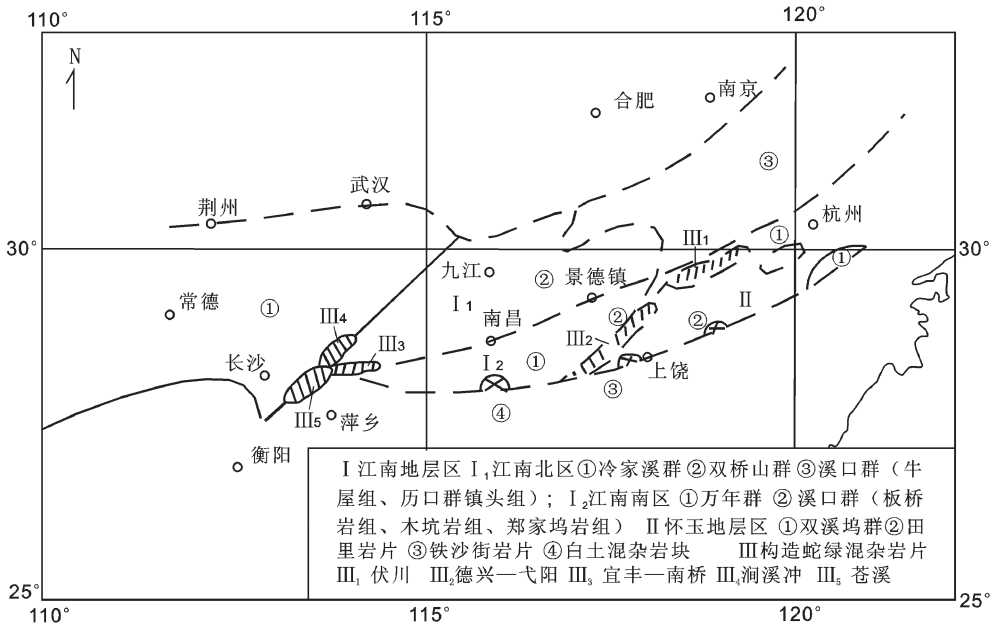 110°
115°
120°
N
合肥
南京
③
武汉
荆州
杭州
①
30°
30°
Ⅲ1
①
九江
②
景德镇
Ⅰ1
Ⅱ
常德
①
南昌
②
②
Ⅲ4
Ⅲ3
Ⅲ2
长沙
Ⅰ2
①
上饶
③
④
Ⅲ5
萍乡
衡阳
Ⅰ江南地层区 Ⅰ1江南北区①冷家溪群②双桥山群③溪口群（牛
屋组、历口群镇头组）；Ⅰ2江南南区 ①万年群 ②溪口群（板桥
岩组、木坑岩组、郑家坞岩组） Ⅱ怀玉地层区 ①双溪坞群②田
里岩片 ③铁沙街岩片 ④白土混杂岩块 Ⅲ构造蛇绿混杂岩片
Ⅲ1 伏川 Ⅲ2德兴—弋阳 Ⅲ3 宜丰—南桥 Ⅲ4涧溪冲 Ⅲ5 苍溪
25°
25°
110°
115°
120°